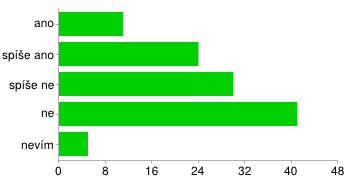 ano
spíše ano
spíše ne
ne
nevím
0 8 16 24 32 40 48